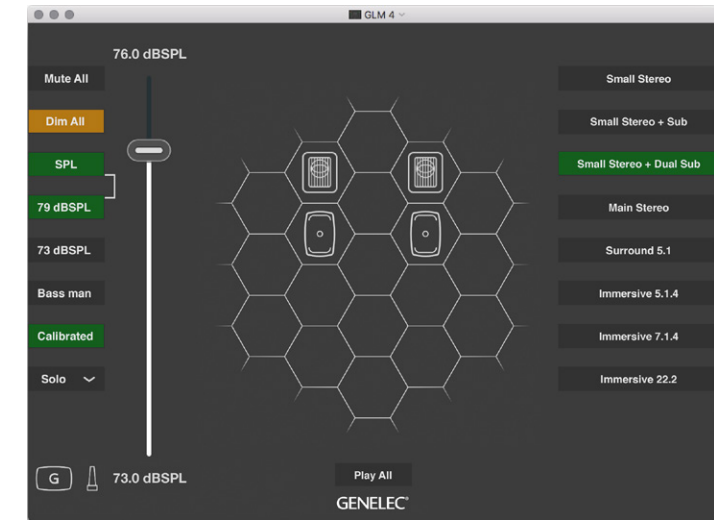 GLM 4
76.0 dBSPL
Mute All
Dim All
SPL
79 dBSPL
73 dBSPL
Bass man
Calibrated
Solo
G
73.0 dBSPL
Small Stereo
Small Stereo + Sub
Small Stereo + Dual Sub
Main Stereo
Surround 5.1
Immersive 5.1.4
Immersive 7.1.4
Immersive 22.2
Play All
GENELEC®